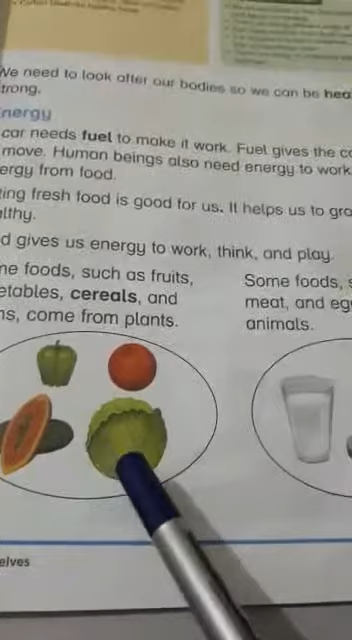 We need to look after our bodies so we can be hea
trong.
nergy
car needs fuel to make it work. Fuel gives the c
move. Human beings also need energy to work
ergy from food.
ting fresh food is good for us. It helps us to gro
lthy.
d gives us energy to work, think, and play.
me foods, such as fruits,
etables, cereals, and
ns, come from plants.
Some foods, s
meat, and eg
animals.
elves